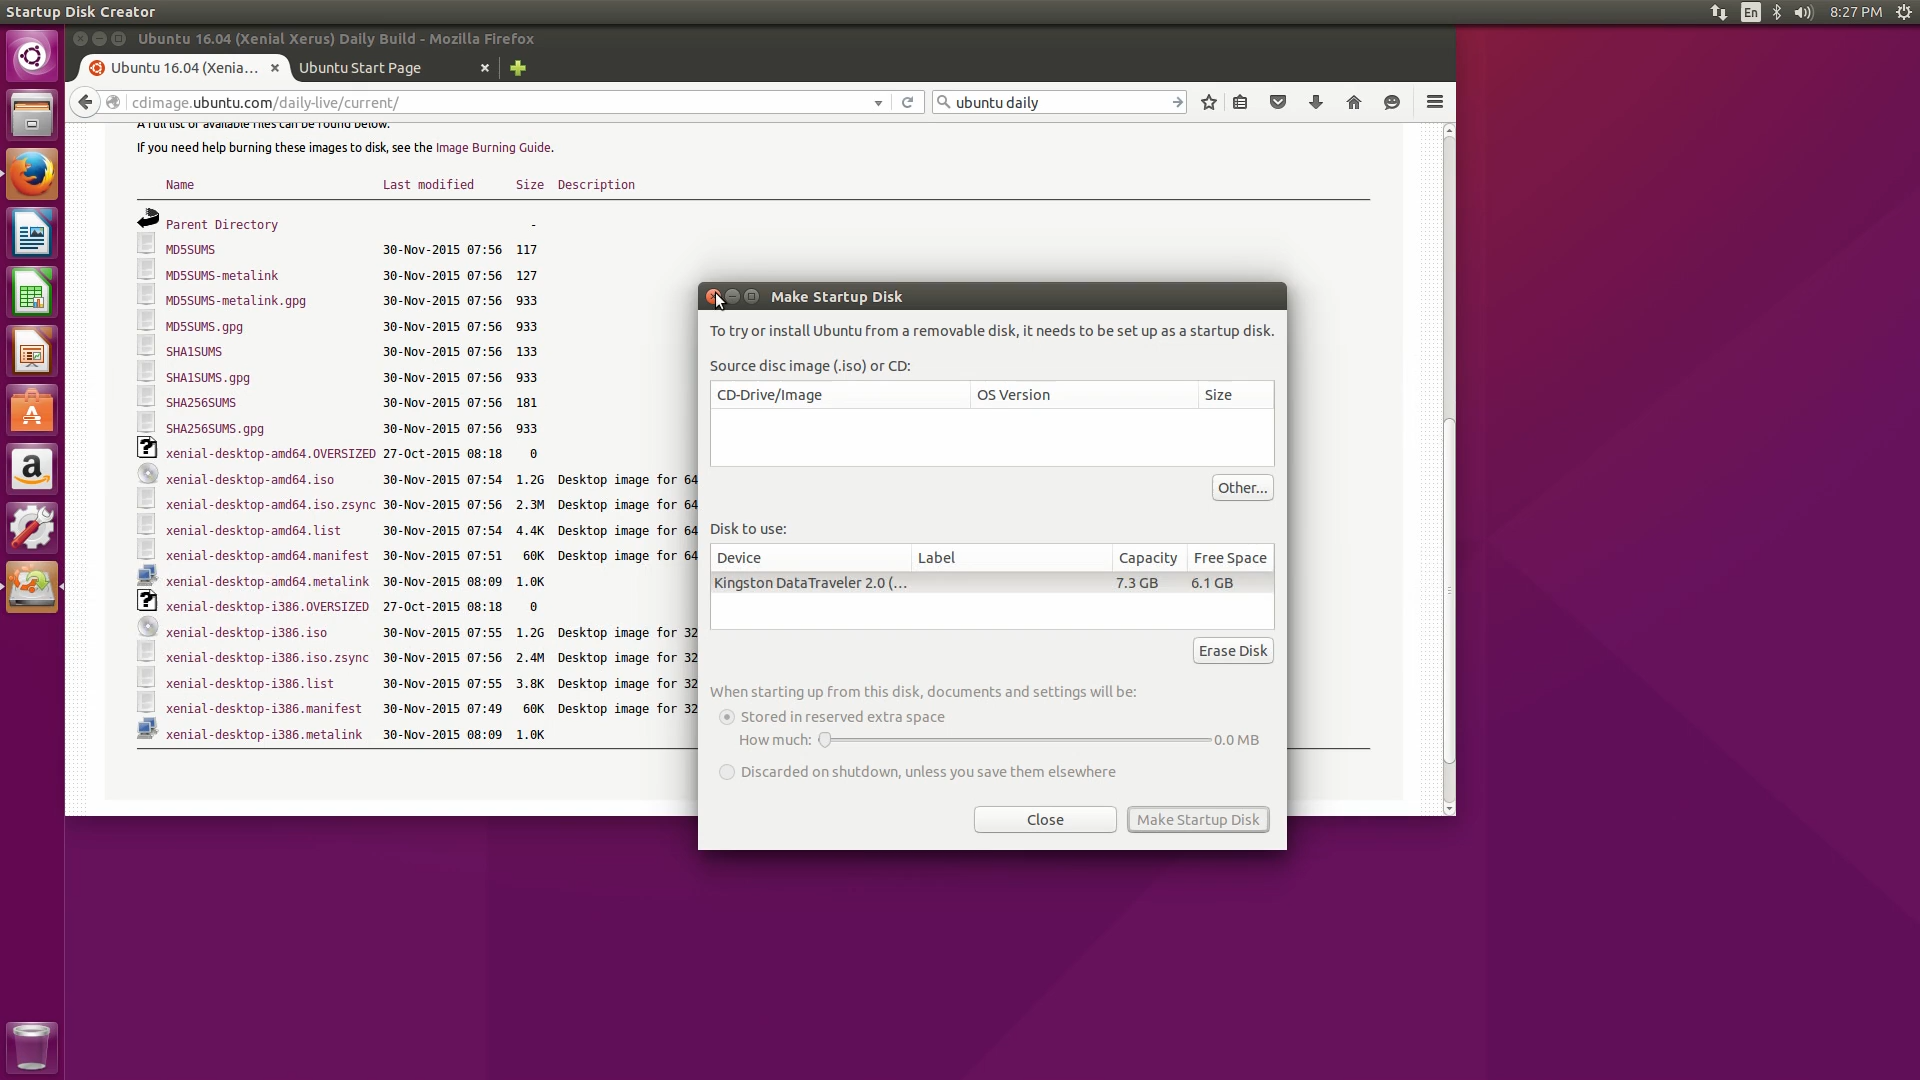 Startup Disk Creator
En
8:27 PM
Ubuntu 16.04 (Xenial Xerus) Daily Build - Mozilla Firefox
Ubuntu 16.04 (Xenia...
Ubuntu Start Page
cdimage.ubuntu.com/daily-live/current/
ubuntu daily
A full list of available files can be found below.
If you need help burning these images to disk, see the Image Burning Guide.
Name Last modified Size Description
Parent Directory -
MD5SUMS 30-Nov-2015 07:56 117
MD5SUMS-metalink 30-Nov-2015 07:56 127
MD5SUMS-metalink.gpg 30-Nov-2015 07:56 933
MD5SUMS.gpg 30-Nov-2015 07:56 933
SHA1SUMS 30-Nov-2015 07:56 133
SHA1SUMS.gpg 30-Nov-2015 07:56 933
SHA256SUMS 30-Nov-2015 07:56 181
SHA256SUMS.gpg 30-Nov-2015 07:56 933
xenial-desktop-amd64.OVERSIZED 27-Oct-2015 08:18 0
xenial-desktop-amd64.iso 30-Nov-2015 07:54 1.2G Desktop image for 64
xenial-desktop-amd64.iso.zsync 30-Nov-2015 07:56 2.3M Desktop image for 64
xenial-desktop-amd64.list 30-Nov-2015 07:54 4.4K Desktop image for 64
xenial-desktop-amd64.manifest 30-Nov-2015 07:51 60K Desktop image for 64
xenial-desktop-amd64.metalink 30-Nov-2015 08:09 1.0K
xenial-desktop-i386.OVERSIZED 27-Oct-2015 08:18 0
xenial-desktop-i386.iso 30-Nov-2015 07:55 1.2G Desktop image for 32
xenial-desktop-i386.iso.zsync 30-Nov-2015 07:56 2.4M Desktop image for 32
xenial-desktop-i386.list 30-Nov-2015 07:55 3.8K Desktop image for 32
xenial-desktop-i386.manifest 30-Nov-2015 07:49 60K Desktop image for 32
xenial-desktop-i386.metalink 30-Nov-2015 08:09 1.0K
Make Startup Disk
To try or install Ubuntu from a removable disk, it needs to be set up as a startup disk.
Source disc image (.iso) or CD:
CD-Drive/Image OS Version Size
Other...
Disk to use:
Device Label Capacity Free Space
Kingston DataTraveler 2.0 (... 7.3 GB 6.1 GB
Erase Disk
When starting up from this disk, documents and settings will be:
Stored in reserved extra space
How much: 0.0 MB
Discarded on shutdown, unless you save them elsewhere
Close Make Startup Disk